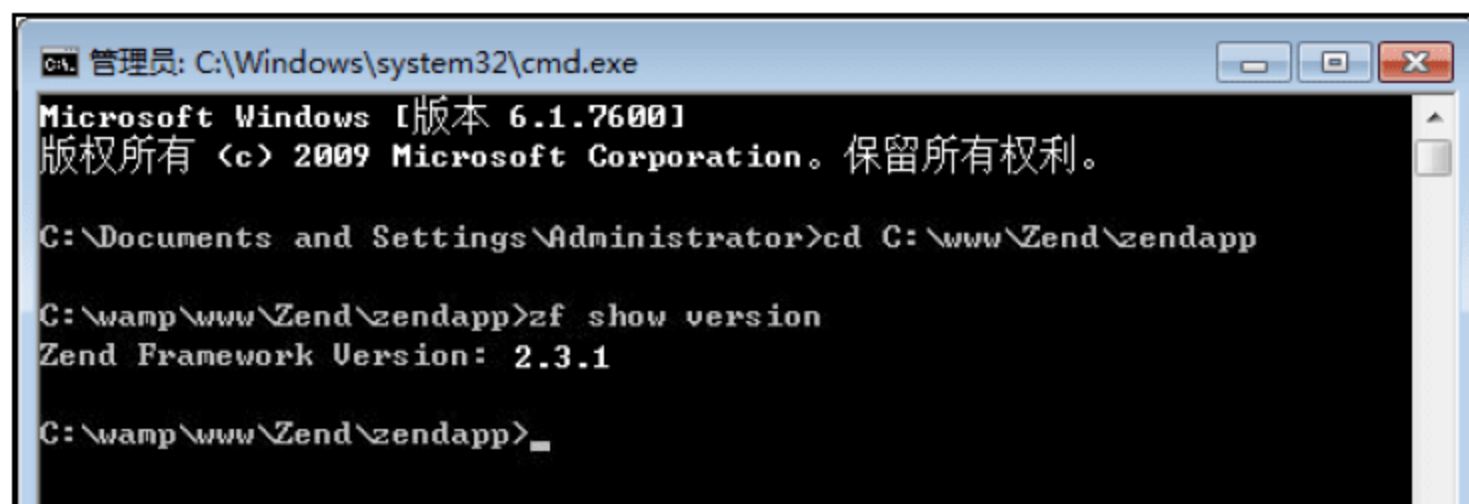 管理员: C:\Windows\system32\cmd.exe
Microsoft Windows [版本 6.1.7600]
版权所有 (c) 2009 Microsoft Corporation。保留所有权利。
C:\Documents and Settings\Administrator>cd C:\www\Zend\zendapp
C:\wamp\www\Zend\zendapp>zf show version
Zend Framework Version: 2.3.1
C:\wamp\www\Zend\zendapp>_